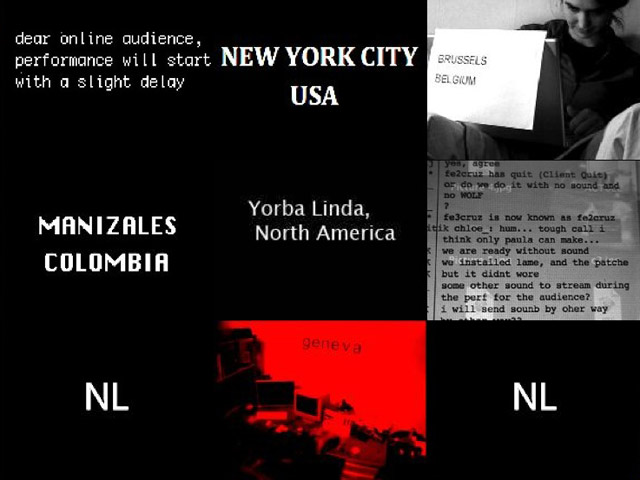 dear online audience,
performance will start
with a slight delay
NEW YORK CITY
USA
BRUSSELS
BELGIUM
MANIZALES
COLOMBIA
Yorba Linda,
North America
yes, agree
* fe2cruz has quit (Client Quit)
or do we do it with no sound and
no WOLF
?
* fe3cruz is now known as fe2cruz
chloe_: hum... tough call i
think only paula can make...
we are ready without sound
we installed lame, and the patche
but it didnt wore
some other sound to stream during
the perf for the audience?
i will send sounb by oher way
by other way??
NL
geneva
NL